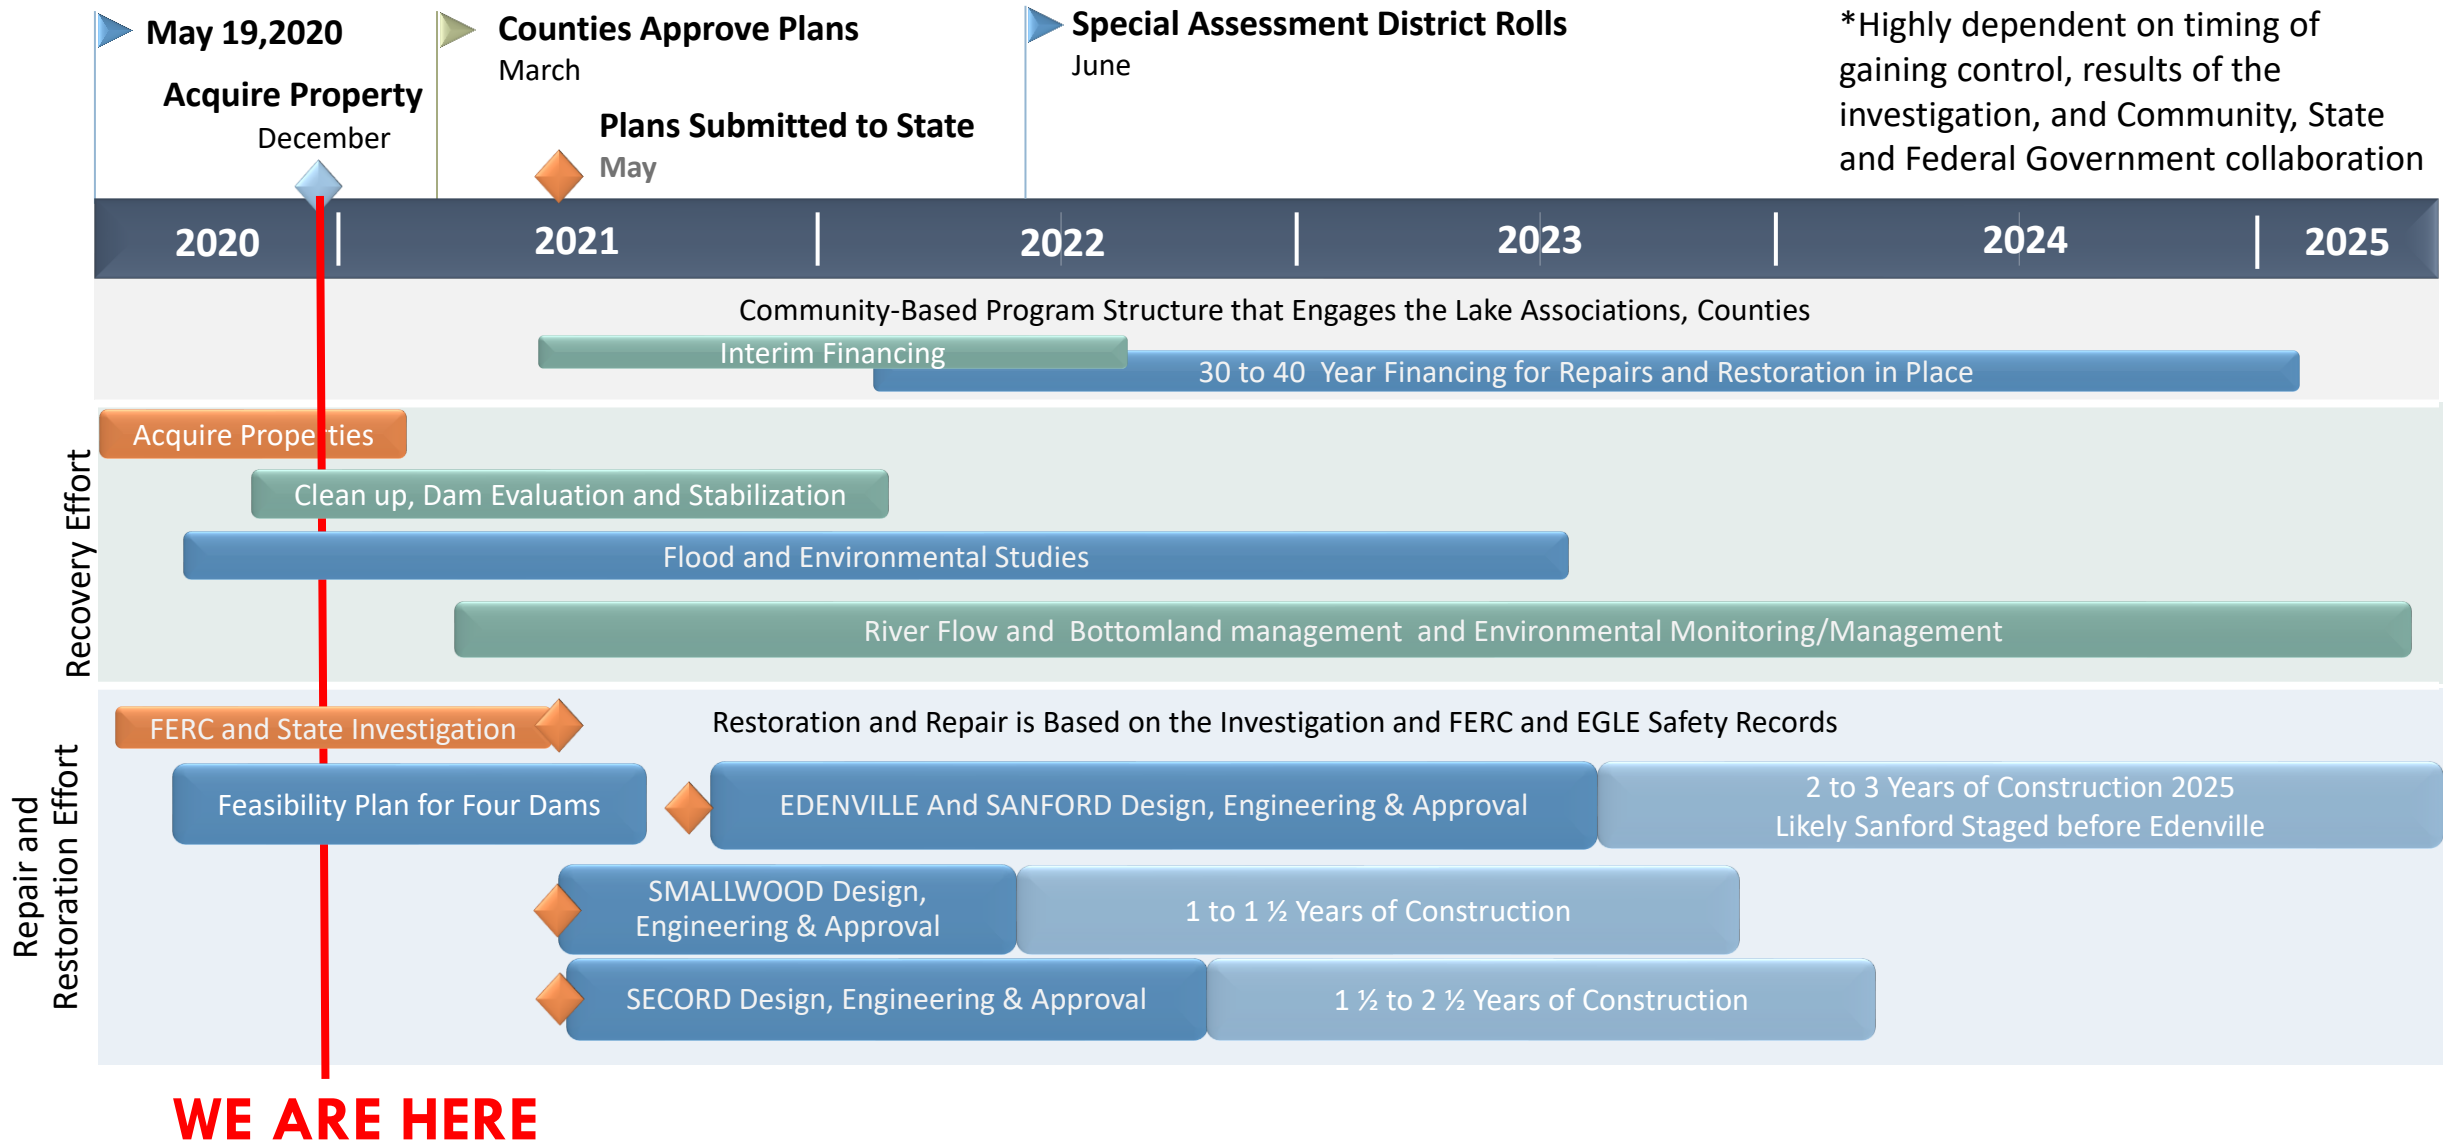 May 19,2020
Acquire Property
December
Counties Approve Plans
March
Plans Submitted to State
May
Special Assessment District Rolls
June
*Highly dependent on timing of
gaining control, results of the
investigation, and Community, State
and Federal Government collaboration
2020
2021
2022
2023
2024
2025
Community-Based Program Structure that Engages the Lake Associations, Counties
Interim Financing
30 to 40 Year Financing for Repairs and Restoration in Place
Recovery Effort
Acquire Properties
Clean up, Dam Evaluation and Stabilization
Flood and Environmental Studies
River Flow and Bottomland management and Environmental Monitoring/Management
Repair and
Restoration Effort
FERC and State Investigation
Restoration and Repair is Based on the Investigation and FERC and EGLE Safety Records
Feasibility Plan for Four Dams
EDENVILLE And SANFORD Design, Engineering & Approval
2 to 3 Years of Construction 2025
Likely Sanford Staged before Edenville
SMALLWOOD Design,
Engineering & Approval
1 to 1 ½ Years of Construction
SECORD Design, Engineering & Approval
1 ½ to 2 ½ Years of Construction
WE ARE HERE